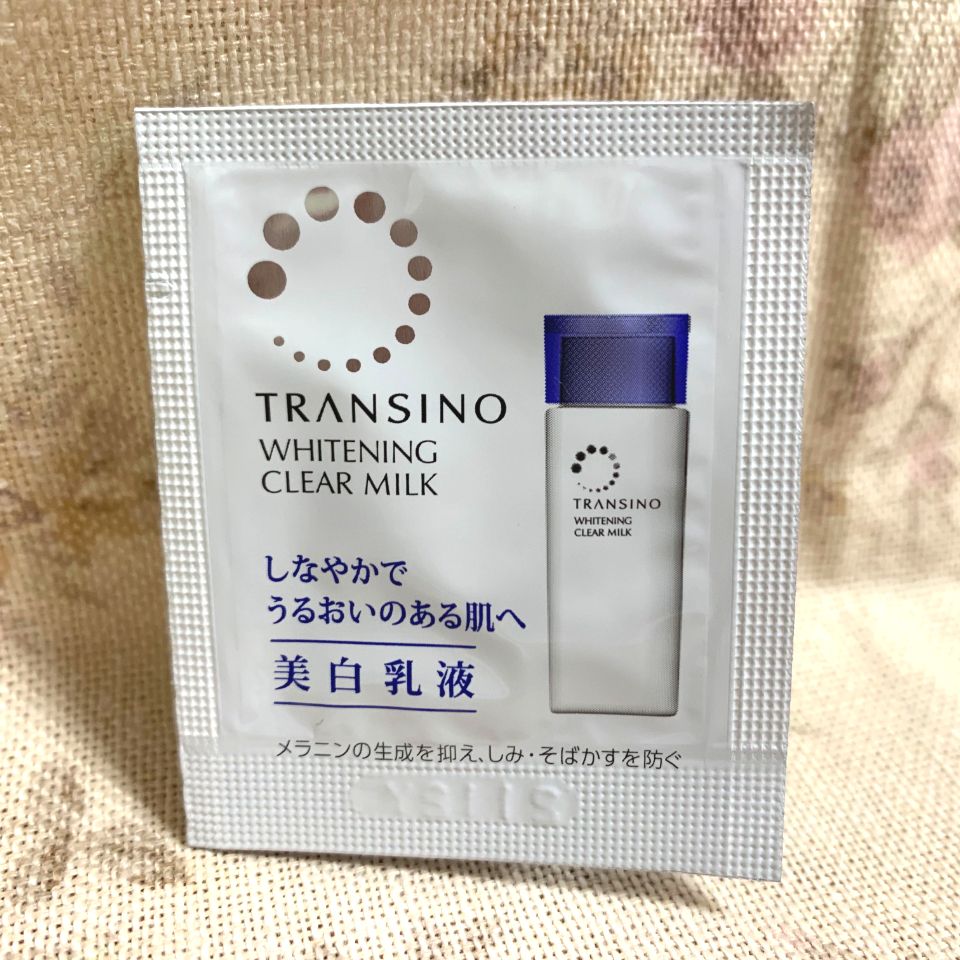 TRANSINO
WHITENING
CLEAR MILK
しなやかで
うるおいのある肌へ
美白乳液
メラニンの生成を抑え、しみ・そばかすを防ぐ
TRANSINO
WHITENING
CLEAR MILK